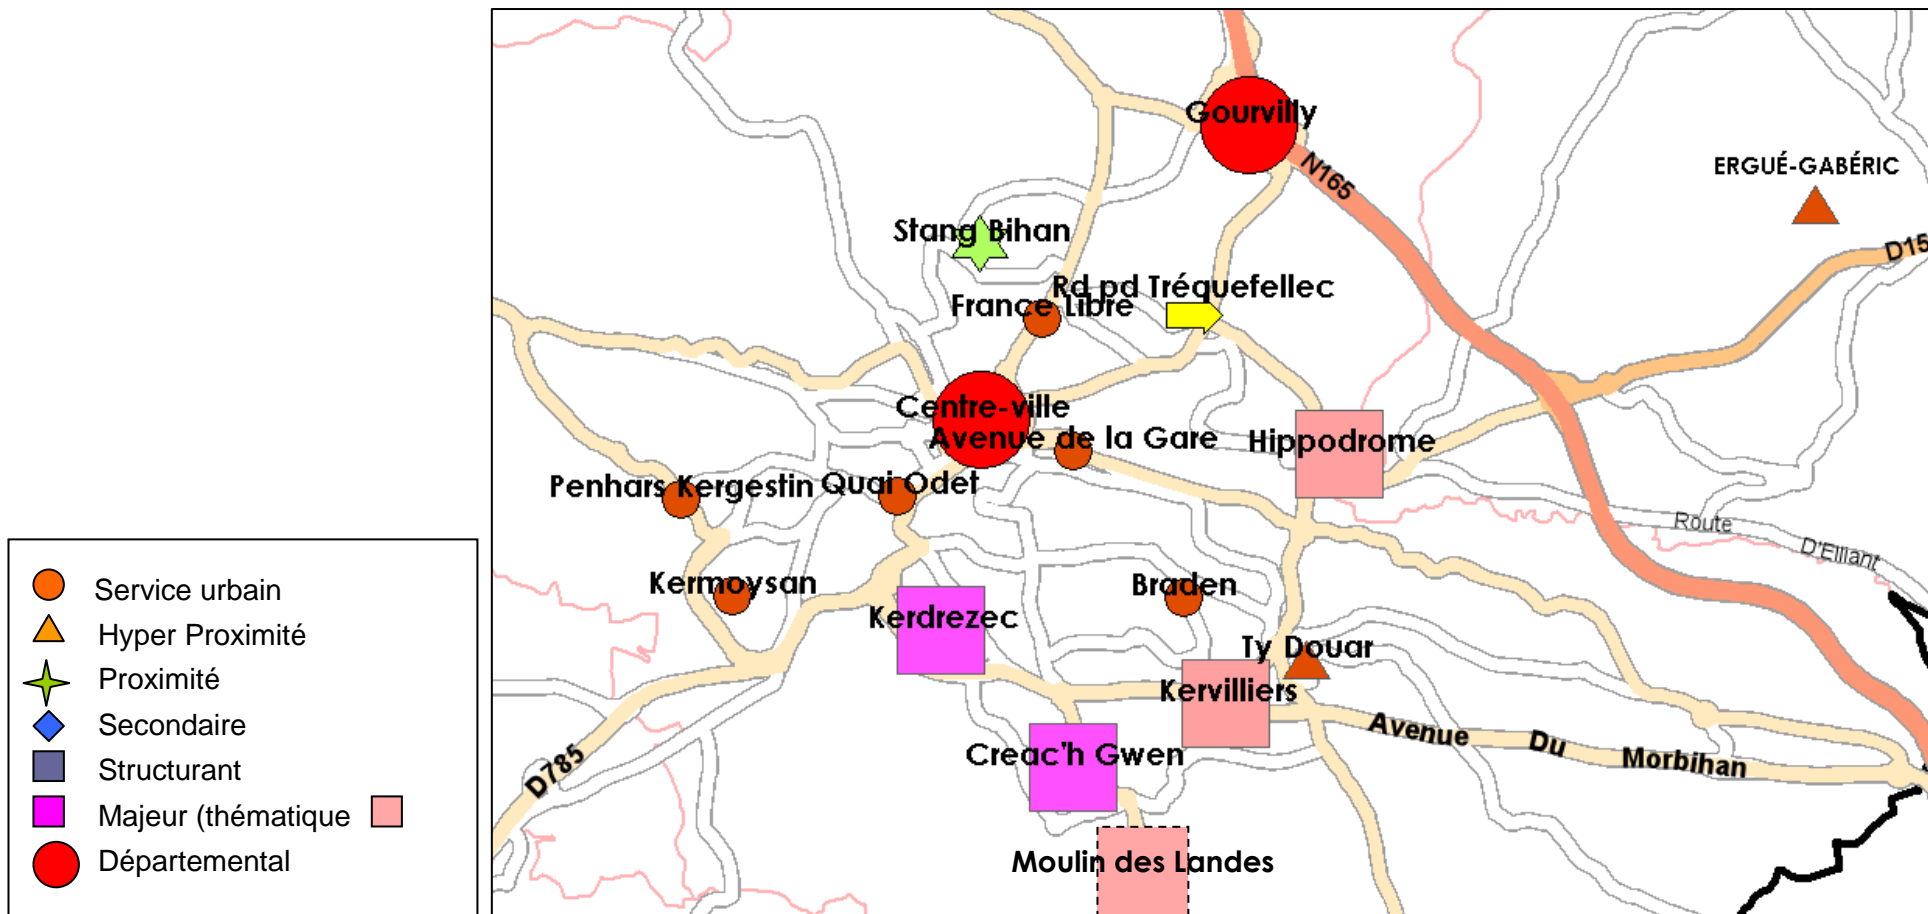 Gourvilly
N165
ERGUÉ-GABÉRIC
D15
Stang Bihan
Rd pd Tréquefellec
France Libre
Centre-ville
Avenue de la Gare
Hippodrome
Penhars Kergestin
Quai Odet
Route
D'Elliant
Kermoysan
Braden
Kerdrezec
Ty Douar
Kervilliers
Avenue Du Morbihan
Creac'h Gwen
D785
Moulin des Landes
Service urbain
Hyper Proximité
Proximité
Secondaire
Structurant
Majeur (thématique
Départemental